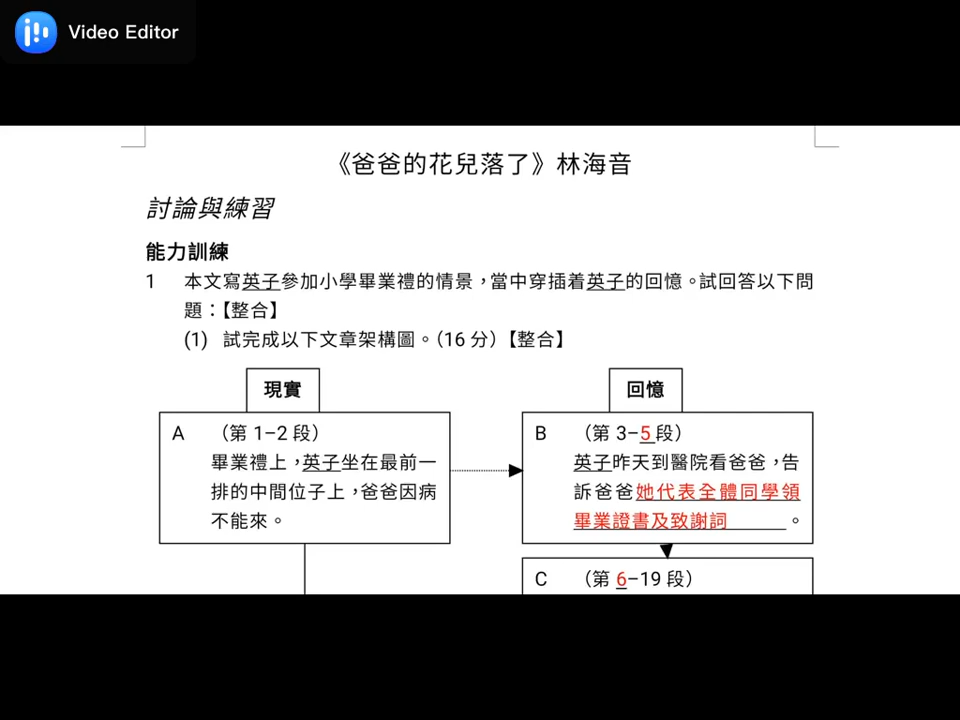 Video Editor
《爸爸的花兒落了》林海音
討論與練習
能力訓練
1 本文寫英子參加小學畢業禮的情景，當中穿插着英子的回憶。試回答以下問
題：【整合】
(1) 試完成以下文章架構圖。（16 分）【整合】
現實
A （第 1–2 段）
畢業禮上，英子坐在最前一
排的中間位子上，爸爸因病
不能來。
回憶
B （第 3–5 段）
英子昨天到醫院看爸爸，告
訴爸爸她代表全體同學領
畢業證書及致謝詞 。
C （第 6–19 段）